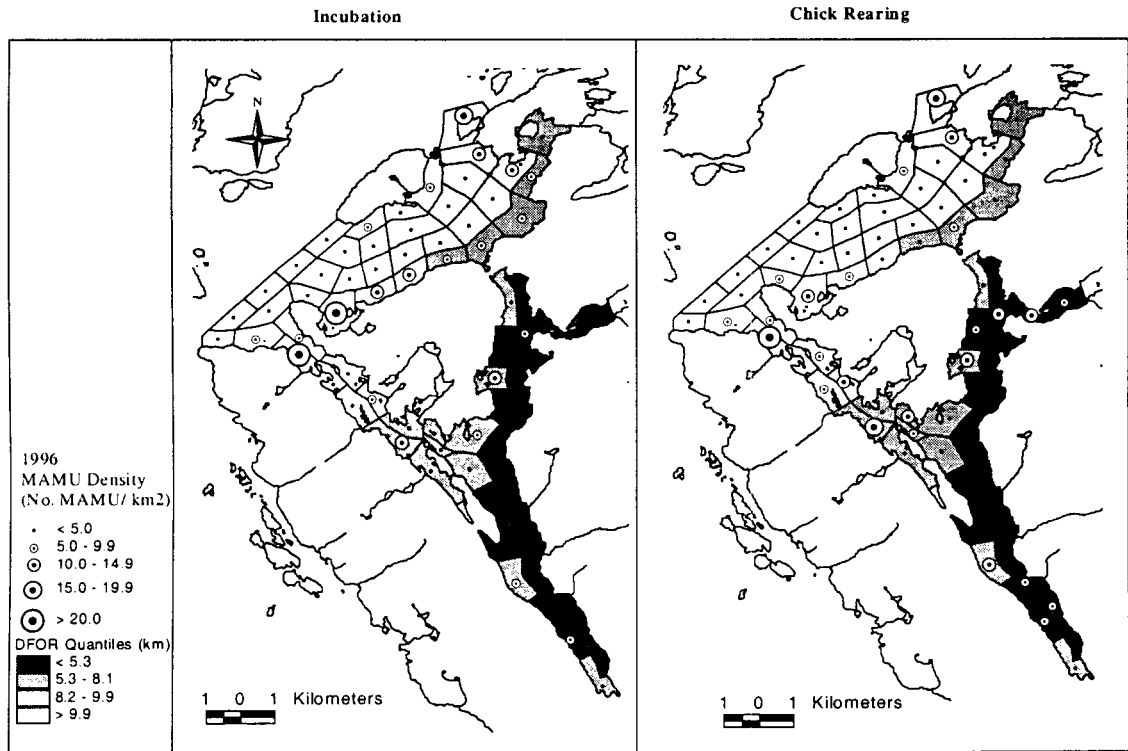 Incubation
Chick Rearing
N
1996
MAMU Density
(No. MAMU/ km2)
< 5.0
5.0 - 9.9
10.0 - 14.9
15.0 - 19.9
> 20.0
DFOR Quantiles (km)
< 5.3
5.3 - 8.1
8.2 - 9.9
> 9.9
1 0 1 Kilometers
1 0 1 Kilometers